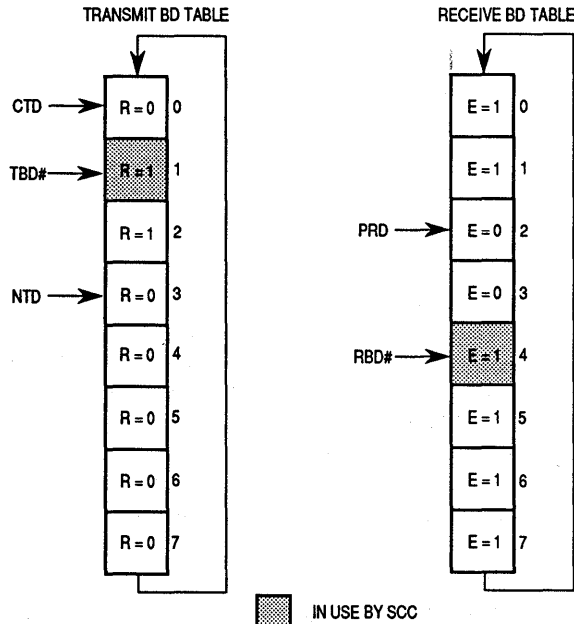 TRANSMIT BD TABLE
CTD
R = 0 0
TBD#
R = 1 1
R = 1 2
NTD
R = 0 3
R = 0 4
R = 0 5
R = 0 6
R = 0 7
RECEIVE BD TABLE
E = 1 0
E = 1 1
PRD
E = 0 2
E = 0 3
RBD#
E = 1 4
E = 1 5
E = 1 6
E = 1 7
IN USE BY SCC